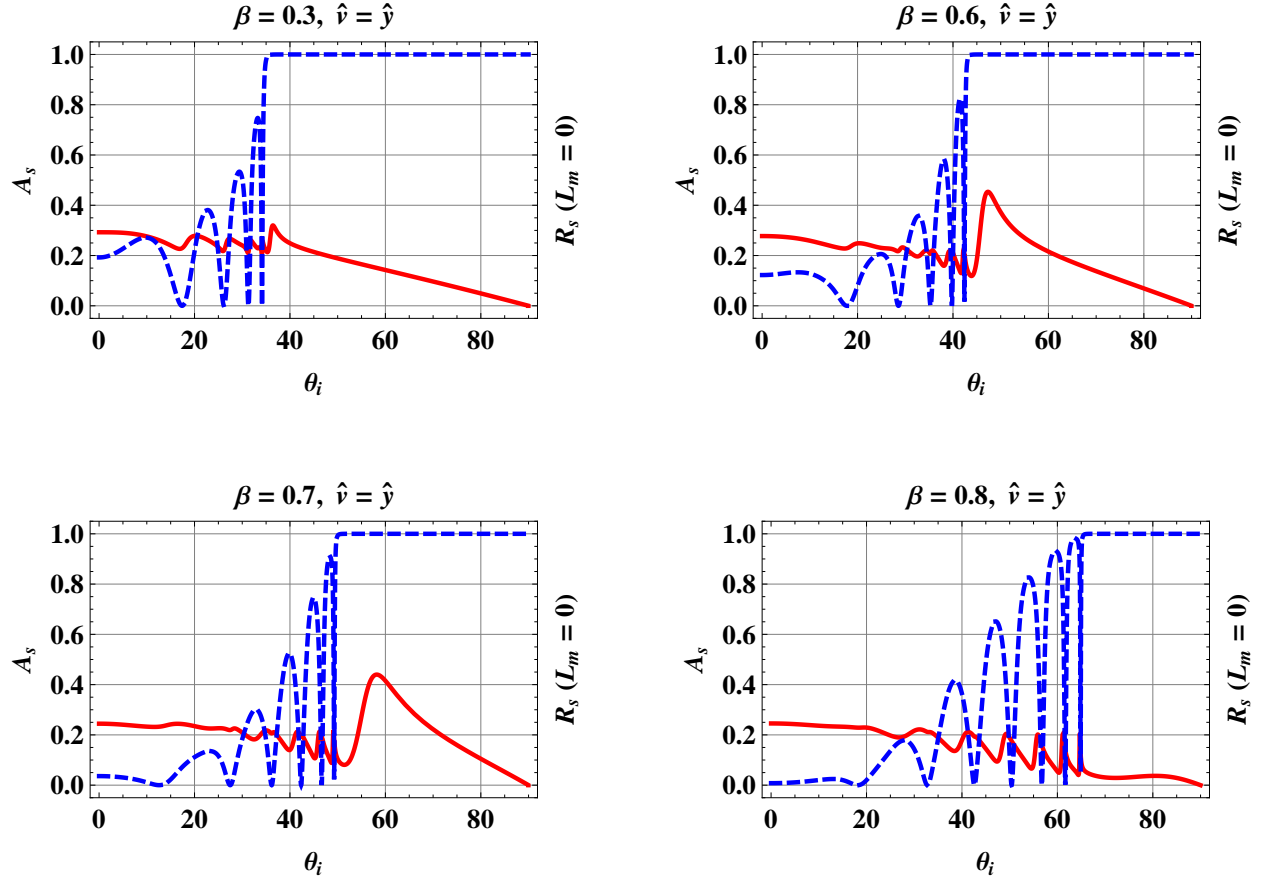 β = 0.3, v̂ = ŷ
1.0
0.8
0.6
0.4
0.2
0.0
A_s
R_s (L_m = 0)
0 20 40 60 80
θ_i
β = 0.6, v̂ = ŷ
1.0
0.8
0.6
0.4
0.2
0.0
A_s
R_s (L_m = 0)
0 20 40 60 80
θ_i
β = 0.7, v̂ = ŷ
1.0
0.8
0.6
0.4
0.2
0.0
A_s
R_s (L_m = 0)
0 20 40 60 80
θ_i
β = 0.8, v̂ = ŷ
1.0
0.8
0.6
0.4
0.2
0.0
A_s
R_s (L_m = 0)
0 20 40 60 80
θ_i